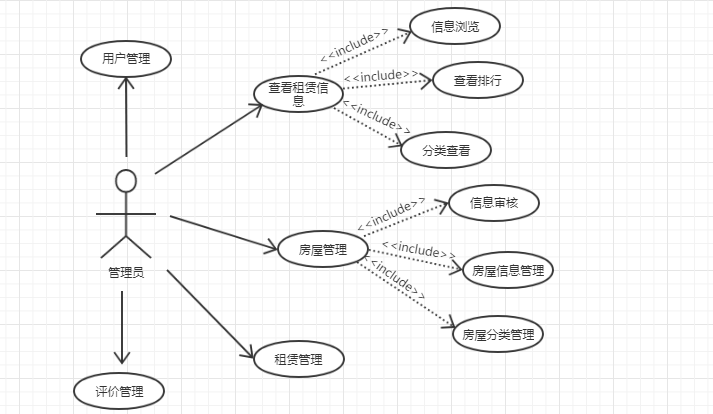 信息浏览
<<include>>
用户管理
查看租赁信
息
<<include>>
查看排行
<<include>>
分类查看
信息审核
<<include>>
房屋管理
<<include>>
房屋信息管理
管理员
<<include>>
房屋分类管理
租赁管理
评价管理